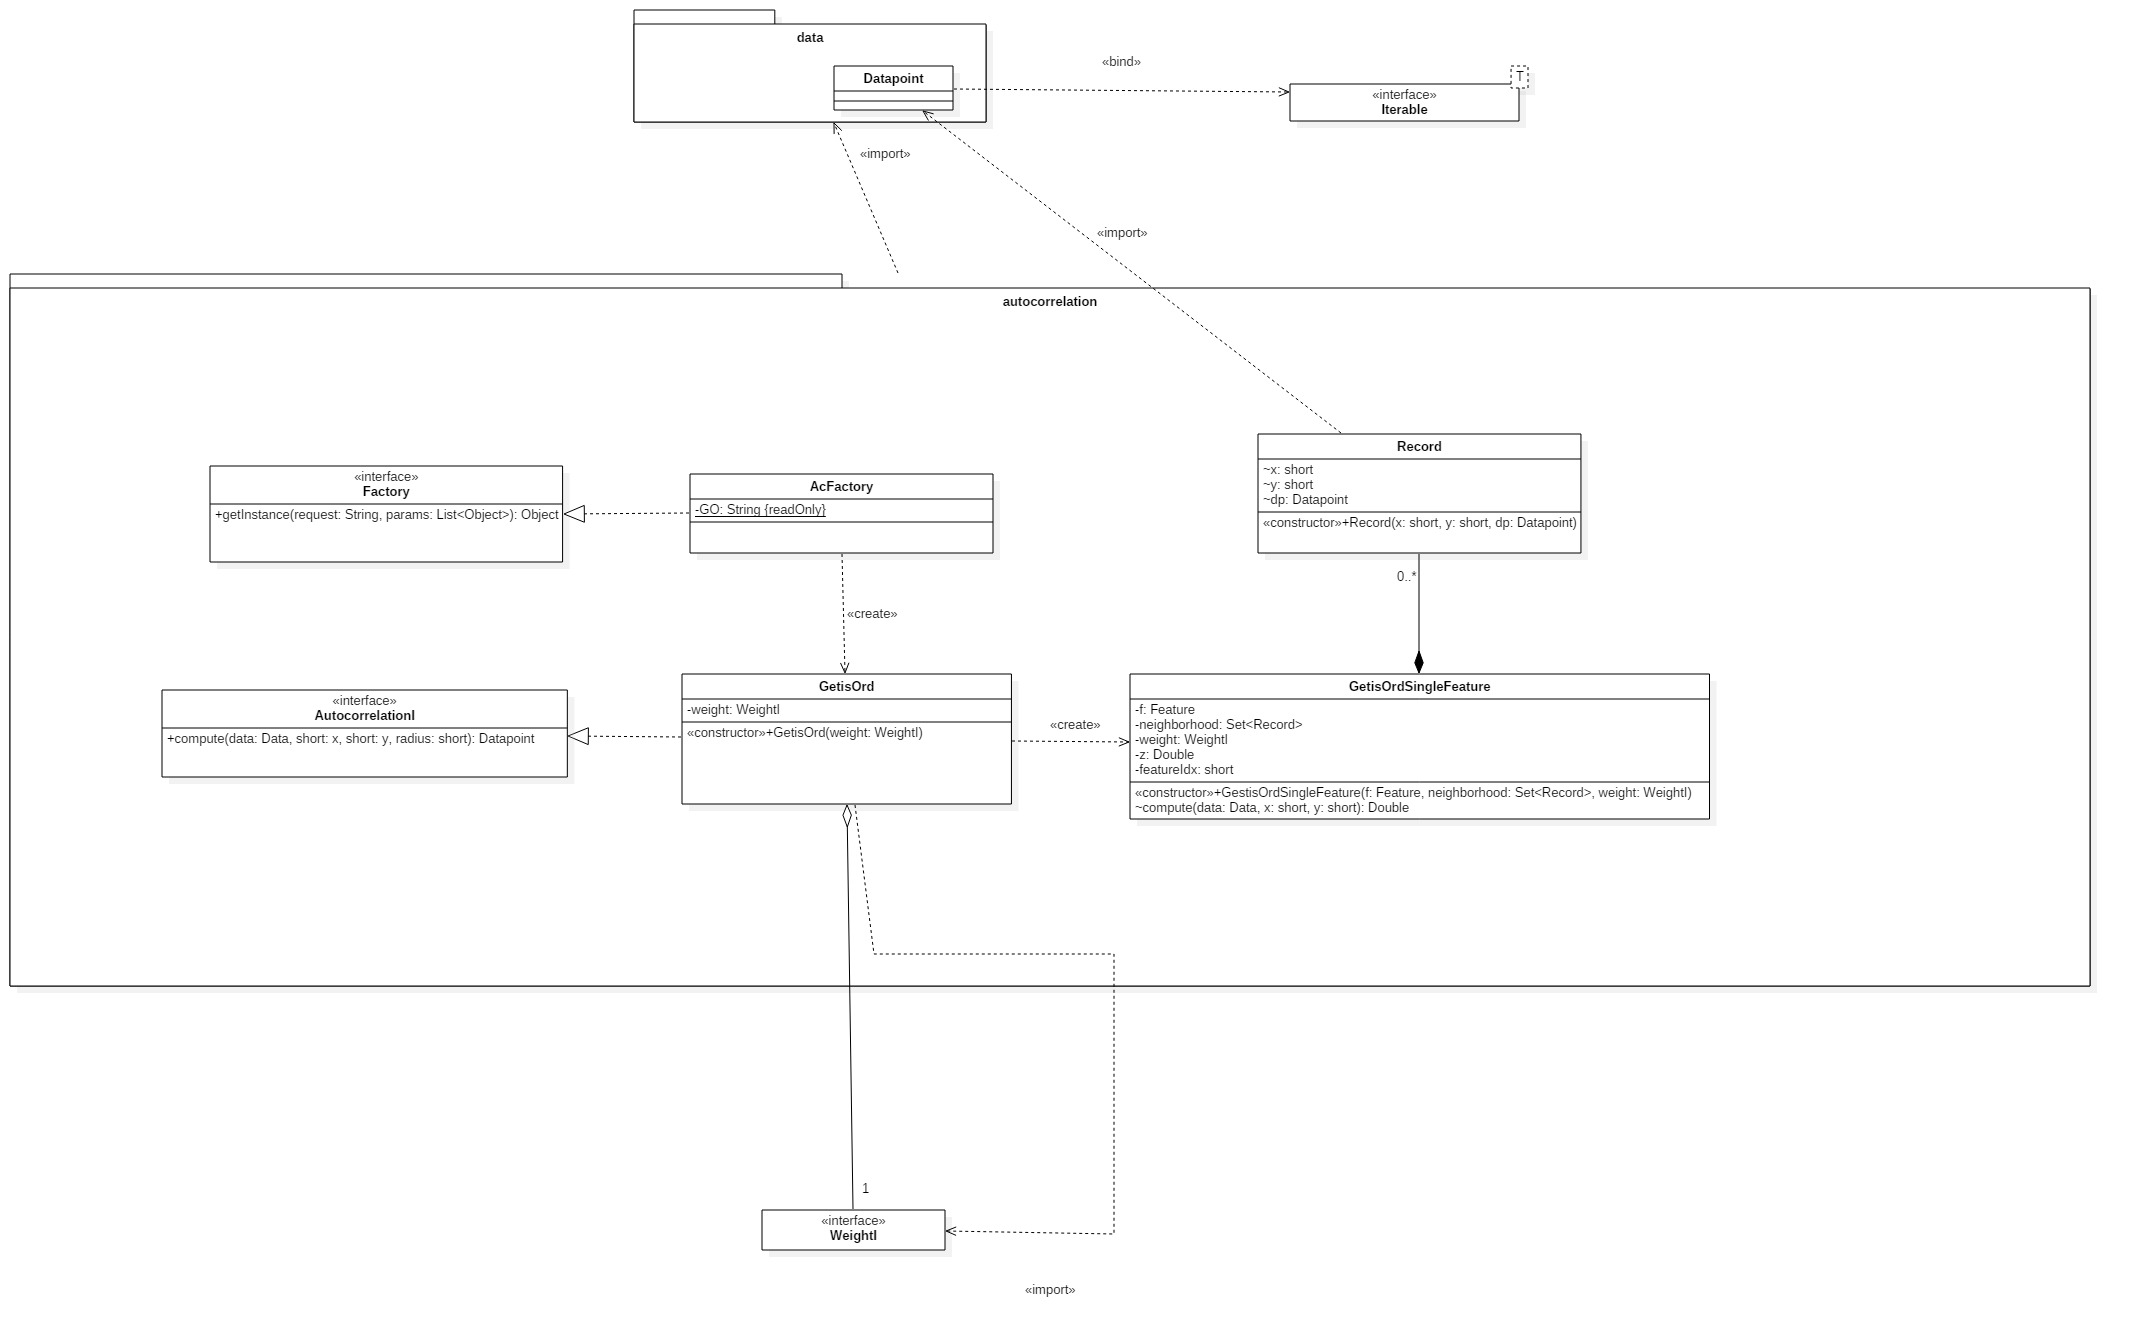 data
Datapoint
«bind»
T
«interface»
Iterable
«import»
«import»
autocorrelation
Record
~x: short
~y: short
~dp: Datapoint
«constructor»+Record(x: short, y: short, dp: Datapoint)
«interface»
Factory
+getInstance(request: String, params: List<Object>): Object
AcFactory
-GO: String {readOnly}
0..*
«create»
GetisOrd
-weight: WeightI
«constructor»+GetisOrd(weight: WeightI)
«interface»
AutocorrelationI
+compute(data: Data, short: x, short: y, radius: short): Datapoint
«create»
GetisOrdSingleFeature
-f: Feature
-neighborhood: Set<Record>
-weight: WeightI
-z: Double
-featureIdx: short
«constructor»+GestisOrdSingleFeature(f: Feature, neighborhood: Set<Record>, weight: WeightI)
~compute(data: Data, x: short, y: short): Double
1
«interface»
WeightI
«import»